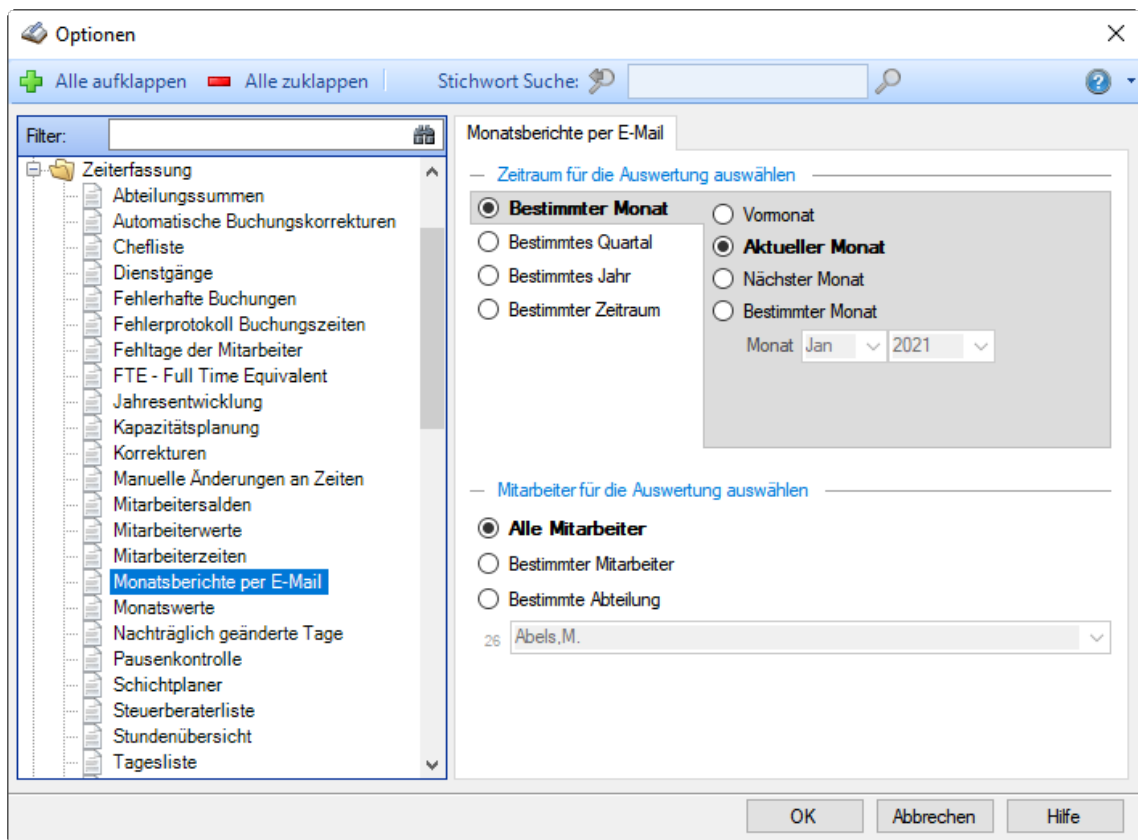 Optionen
Alle aufklappen Alle zuklappen Stichwort Suche:
Filter:
Zeiterfassung
Abteilungssummen
Automatische Buchungskorrekturen
Chefliste
Dienstgänge
Fehlerhafte Buchungen
Fehlerprotokoll Buchungszeiten
Fehltage der Mitarbeiter
FTE - Full Time Equivalent
Jahresentwicklung
Kapazitätsplanung
Korrekturen
Manuelle Änderungen an Zeiten
Mitarbeitersalden
Mitarbeiterwerte
Mitarbeiterzeiten
Monatsberichte per E-Mail
Monatswerte
Nachträglich geänderte Tage
Pausenkontrolle
Schichtplaner
Steuerberaterliste
Stundenübersicht
Tagesliste
Monatsberichte per E-Mail
Zeitraum für die Auswertung auswählen
Bestimmter Monat
Bestimmtes Quartal
Bestimmtes Jahr
Bestimmter Zeitraum
Vormonat
Aktueller Monat
Nächster Monat
Bestimmter Monat
Monat Jan 2021
Mitarbeiter für die Auswertung auswählen
Alle Mitarbeiter
Bestimmter Mitarbeiter
Bestimmte Abteilung
26 Abels,M.
OK Abbrechen Hilfe